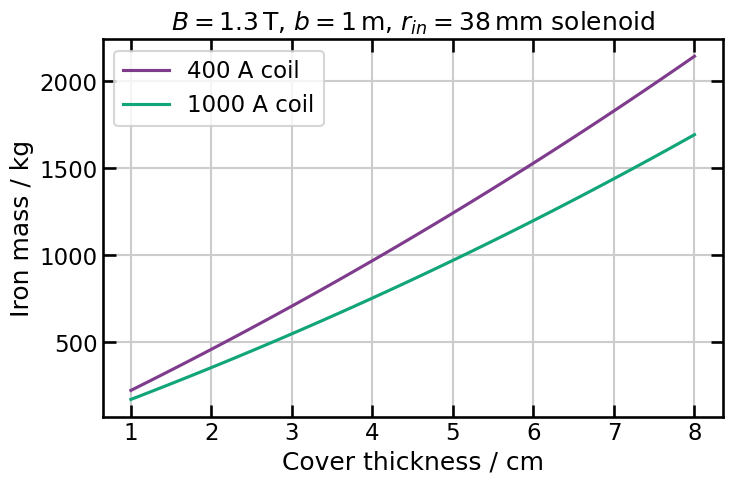 B = 1.3 T, b = 1 m, r_in = 38 mm solenoid
400 A coil
1000 A coil
Iron mass / kg
2000
1500
1000
500
1 2 3 4 5 6 7 8
Cover thickness / cm